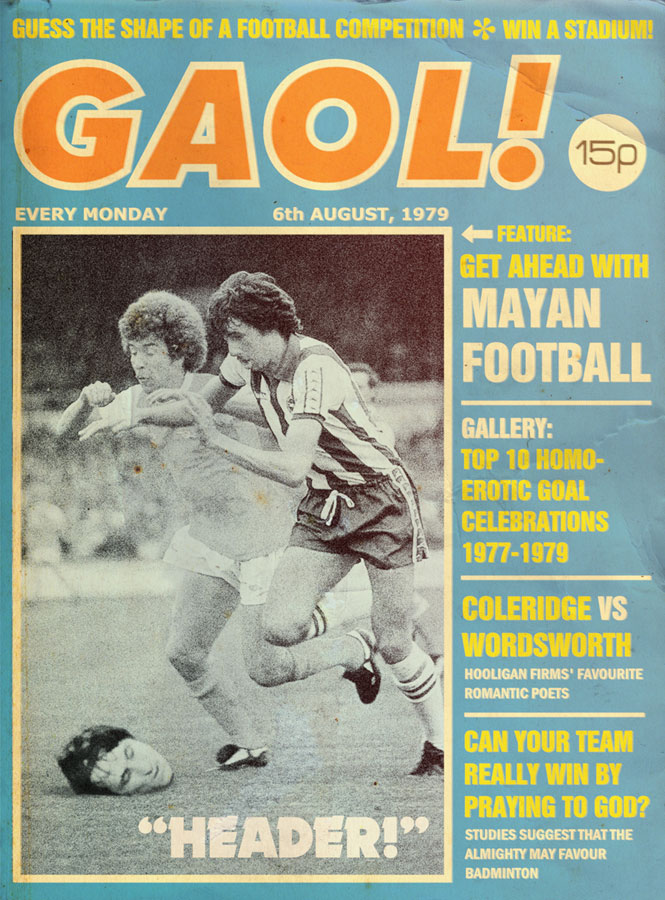 GUESS THE SHAPE OF A FOOTBALL COMPETITION * WIN A STADIUM!
GAOL!
15p
EVERY MONDAY
6th AUGUST, 1979
FEATURE:
GET AHEAD WITH
MAYAN
FOOTBALL
GALLERY:
TOP 10 HOMO-
EROTIC GOAL
CELEBRATIONS
1977-1979
COLERIDGE VS
WORDSWORTH
HOOLIGAN FIRMS' FAVOURITE
ROMANTIC POETS
CAN YOUR TEAM
REALLY WIN BY
PRAYING TO GOD?
STUDIES SUGGEST THAT THE
ALMIGHTY MAY FAVOUR
BADMINTON
"HEADER!"